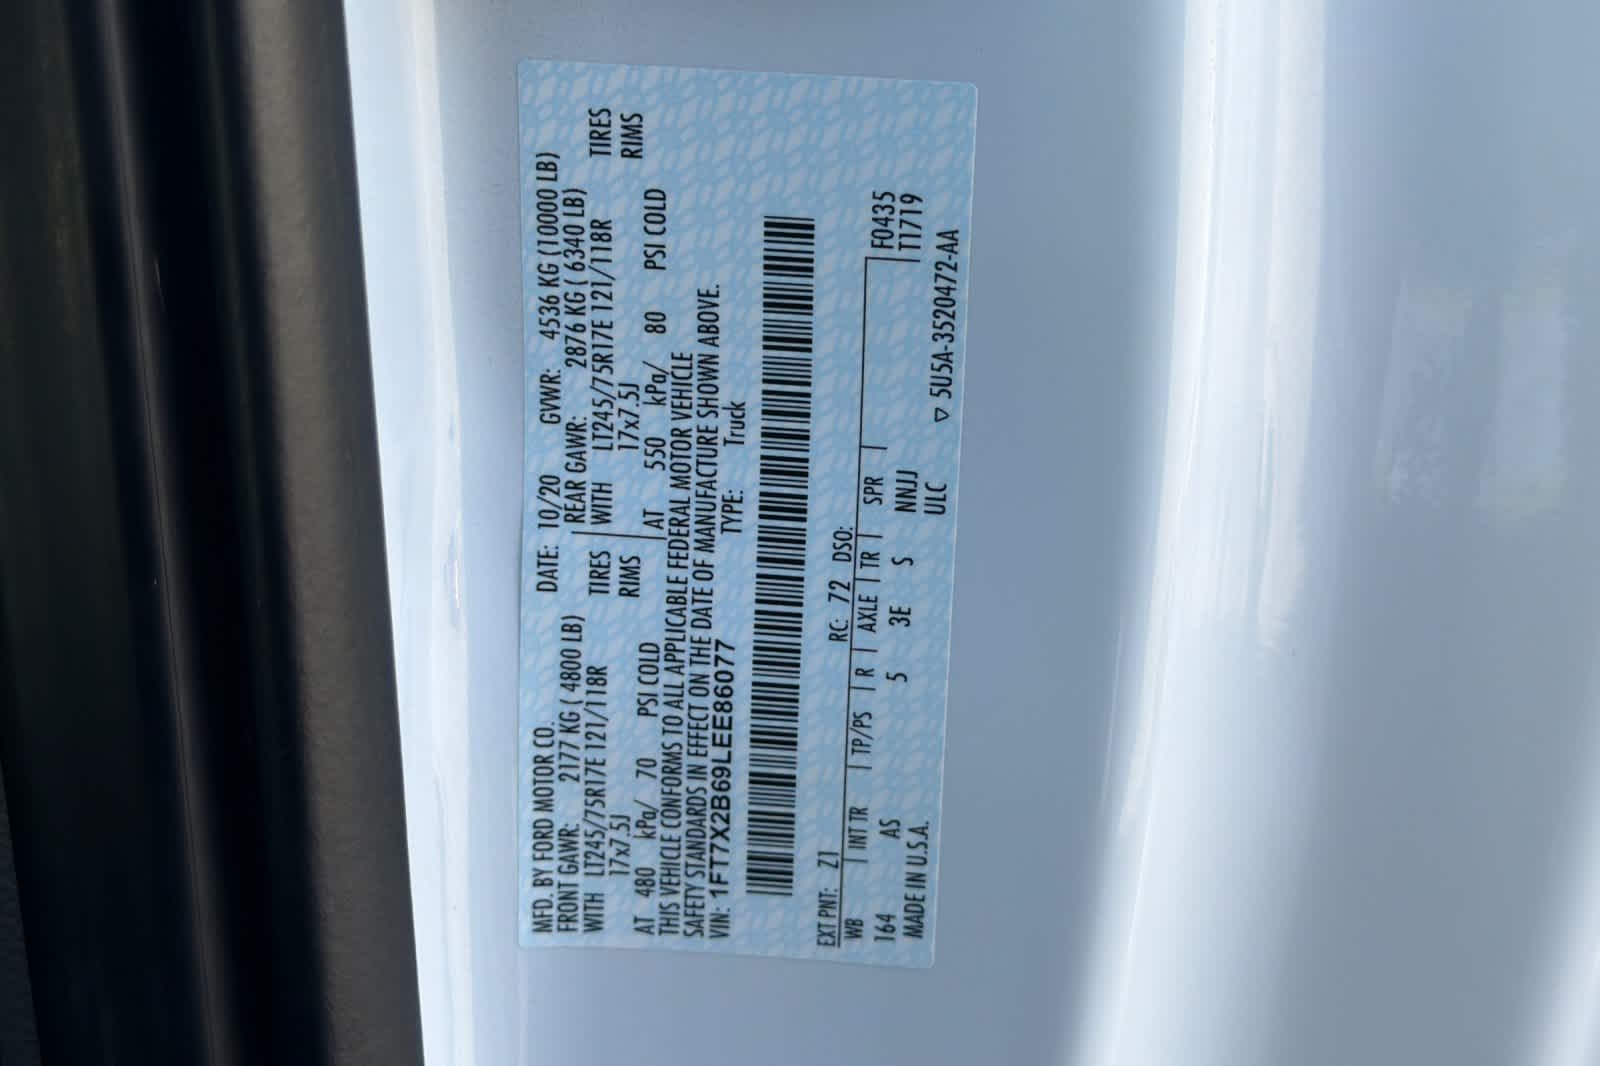 MFD. BY FORD MOTOR CO. DATE: 10/20 GVWR: 4536 KG (10000 LB)
FRONT GAWR: 2177 KG ( 4800 LB) REAR GAWR: 2876 KG ( 6340 LB)
WITH LT245/75R17E 121/118R TIRES WITH LT245/75R17E 121/118R TIRES
17x7.5J RIMS 17x7.5J RIMS
AT 480 kPa/ 70 PSI COLD AT 550 kPa/ 80 PSI COLD
THIS VEHICLE CONFORMS TO ALL APPLICABLE FEDERAL MOTOR VEHICLE
SAFETY STANDARDS IN EFFECT ON THE DATE OF MANUFACTURE SHOWN ABOVE.
VIN: 1FT7X2B69LEE86077 TYPE: Truck
EXT PNT: Z1 RC: 72 DSO:
WB | INT TR | TP/PS | R | AXLE | TR | SPR | F0435
164 AS 5 3E S NNJJ T1719
MADE IN U.S.A. ULC ▽ 5U5A-3520472-AA